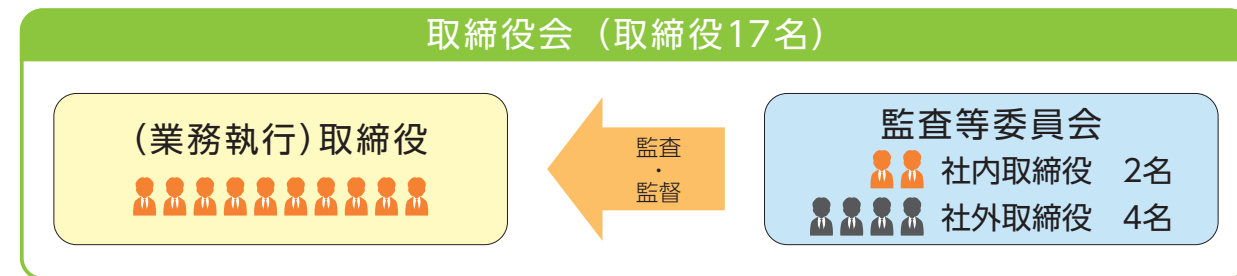 取締役会（取締役17名）
（業務執行）取締役
監査
・
監督
監査等委員会
社内取締役　2名
社外取締役　4名